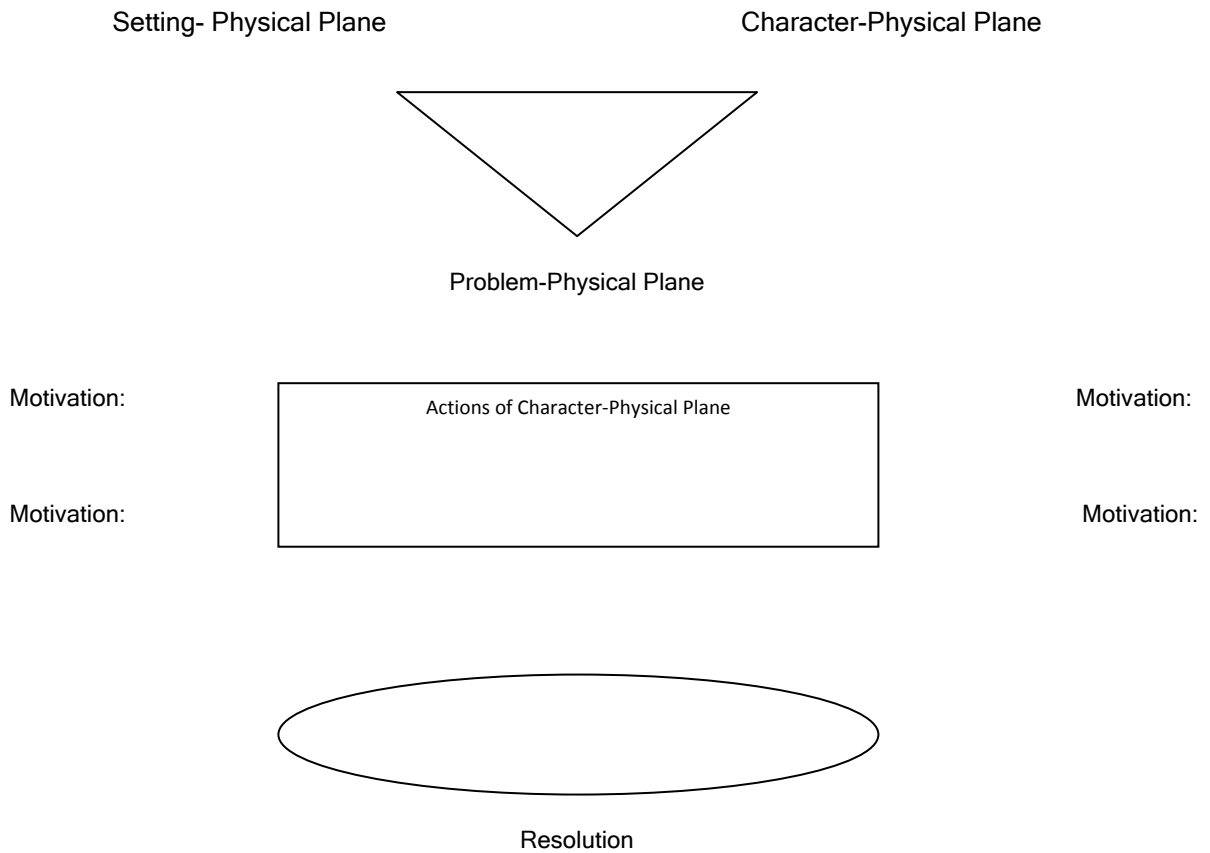 Setting- Physical Plane
Character-Physical Plane
Problem-Physical Plane
Motivation:
Actions of Character-Physical Plane
Motivation:
Motivation:
Motivation:
Resolution